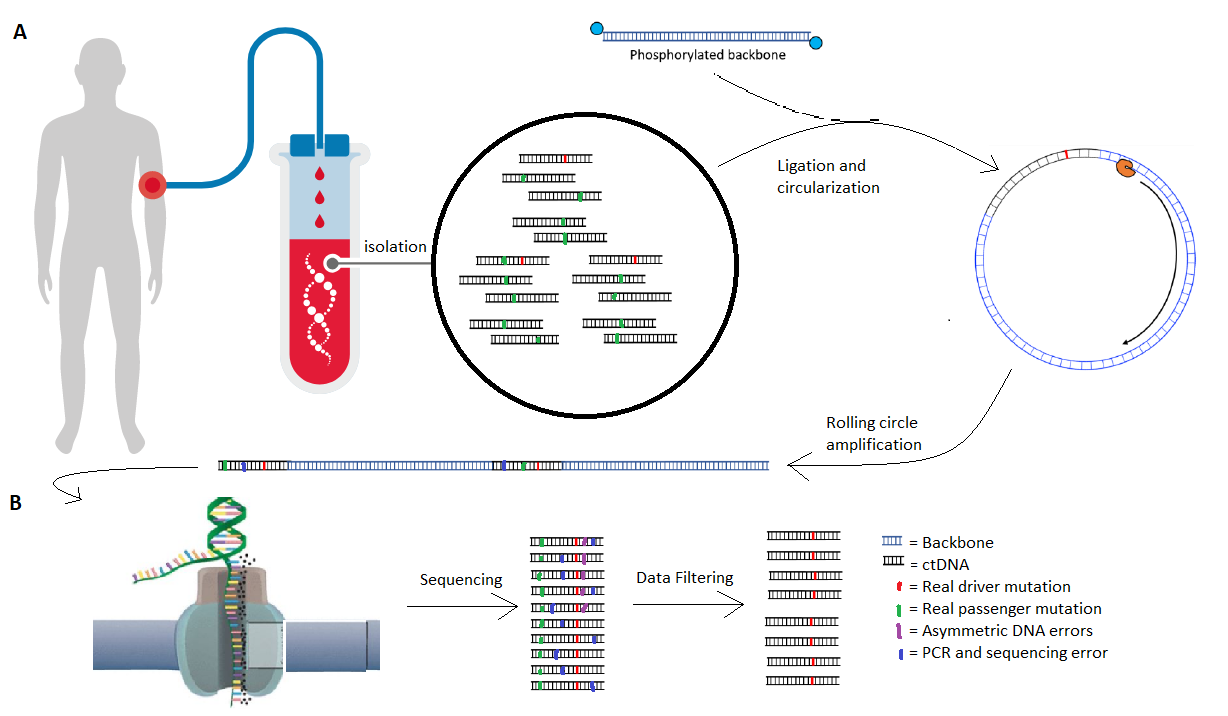 A
Phosphorylated backbone
isolation
Ligation and
circularization
Rolling circle
amplification
B
Sequencing
Data Filtering
= Backbone
= ctDNA
= Real driver mutation
= Real passenger mutation
= Asymmetric DNA errors
= PCR and sequencing error